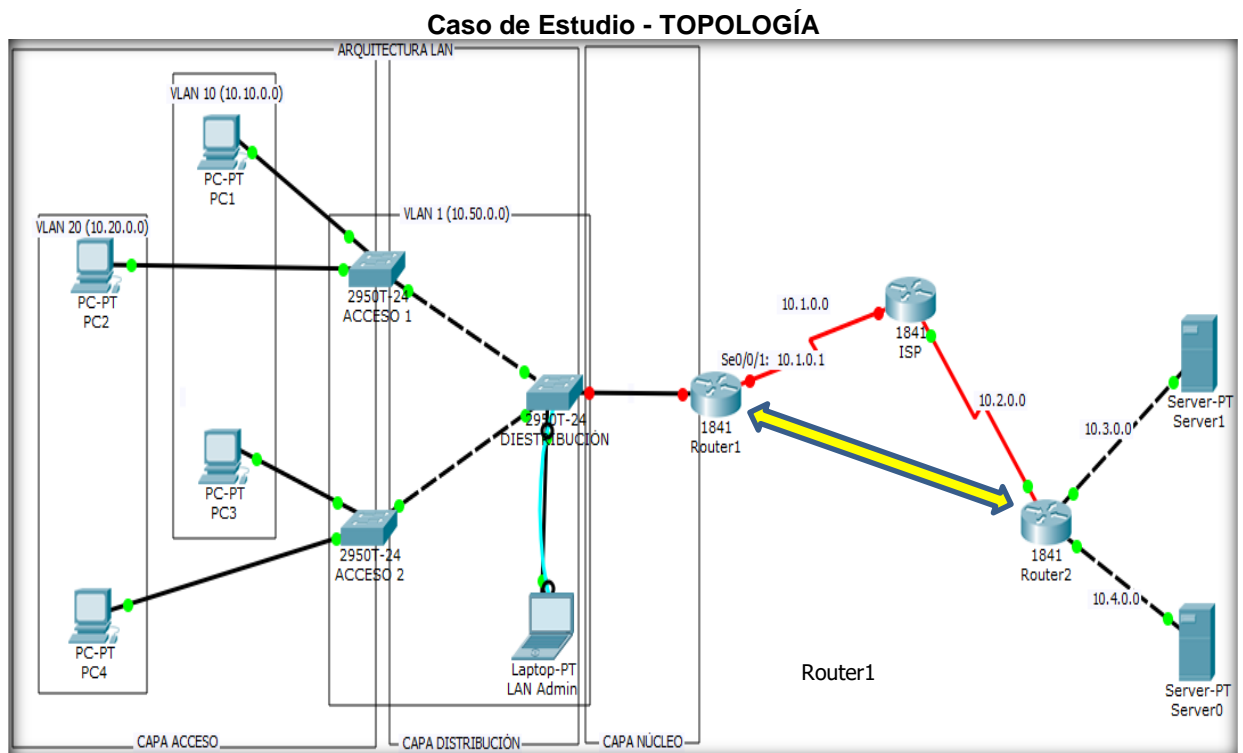 Caso de Estudio - TOPOLOGÍA
ARQUITECTURA LAN
VLAN 10 (10.10.0.0)
PC-PT
PC1
VLAN 20 (10.20.0.0)
PC-PT
PC2
VLAN 1 (10.50.0.0)
2950T-24
ACCESO 1
PC-PT
PC3
2950T-24
ACCESO 2
PC-PT
PC4
2950T-24
DIESTRIBUCIÓN
Laptop-PT
LAN Admin
Se0/0/1: 10.1.0.1
1841
Router1
10.1.0.0
1841
ISP
10.2.0.0
1841
Router2
10.3.0.0
Server-PT
Server1
10.4.0.0
Server-PT
Server0
Router1
CAPA ACCESO
CAPA DISTRIBUCIÓN
CAPA NÚCLEO